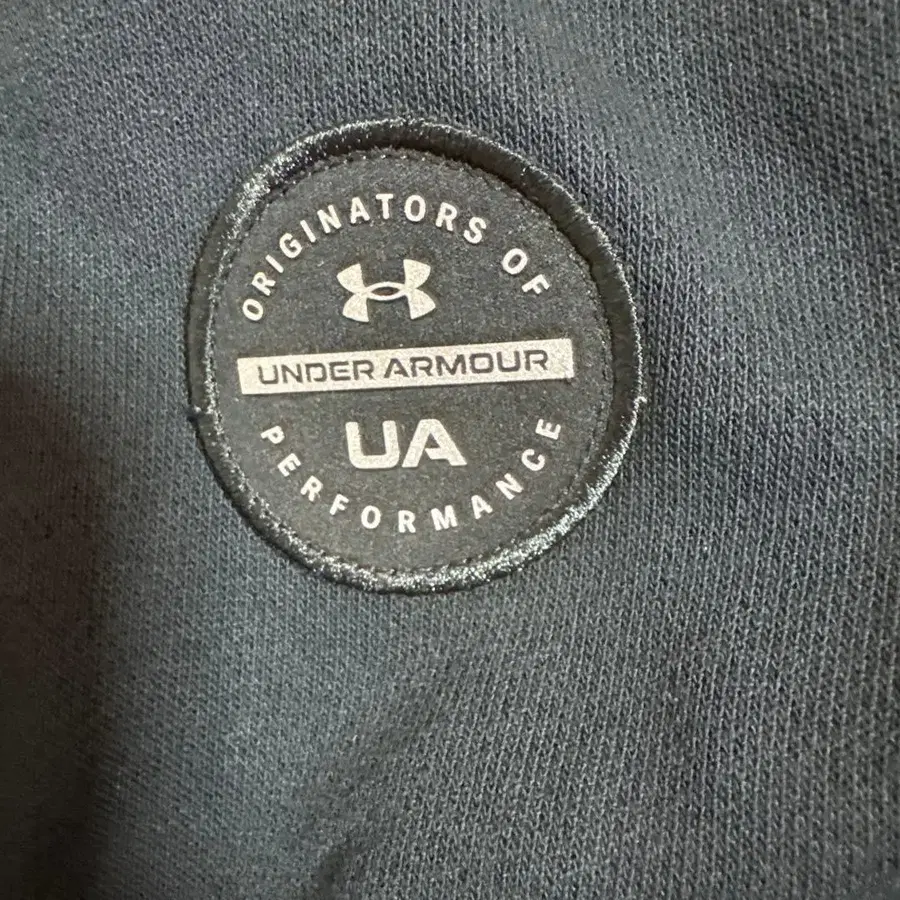 ORIGINATORS OF
UNDER ARMOUR
UA
PERFORMANCE